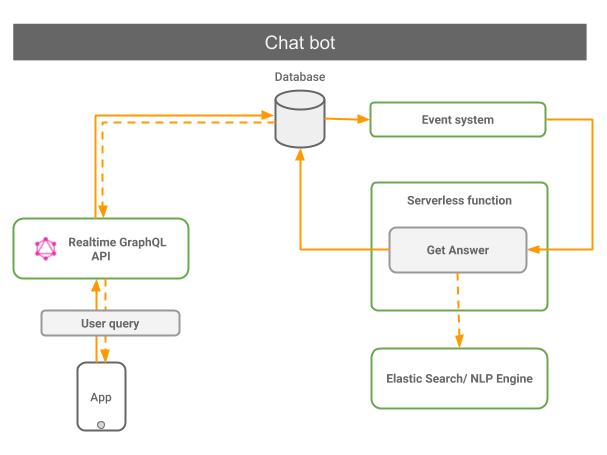 Chat bot
Database
Event system
Serverless function
Get Answer
Realtime GraphQL
API
User query
App
Elastic Search/ NLP Engine